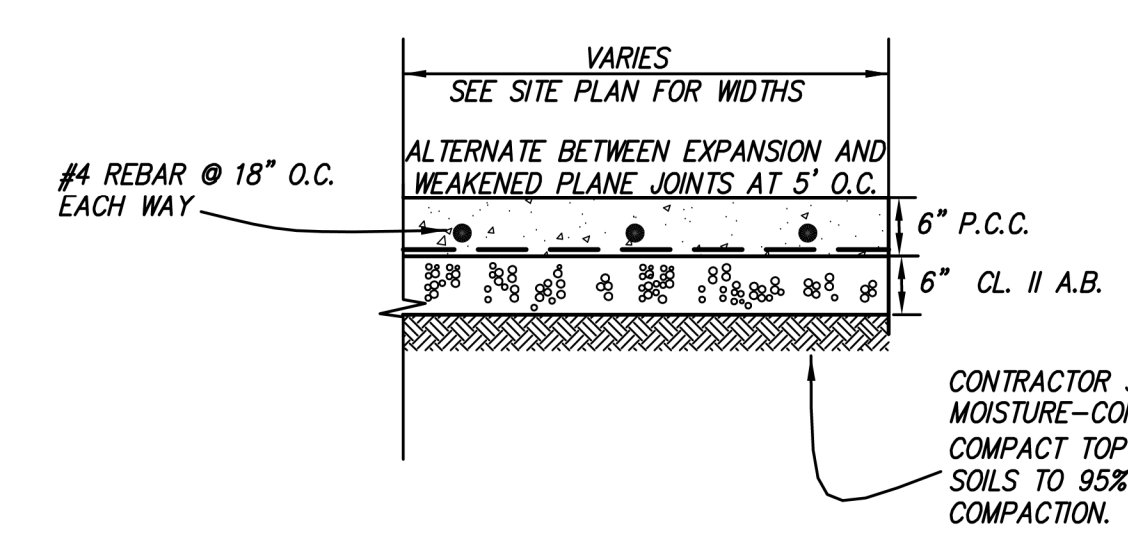 VARIES
SEE SITE PLAN FOR WIDTHS
ALTERNATE BETWEEN EXPANSION AND
WEAKENED PLANE JOINTS AT 5' O.C.
#4 REBAR @ 18" O.C.
EACH WAY
6" P.C.C.
6" CL. II A.B.
CONTRACTOR
MOISTURE-
COMPACT TOP
SOILS TO 95%
COMPACTION.